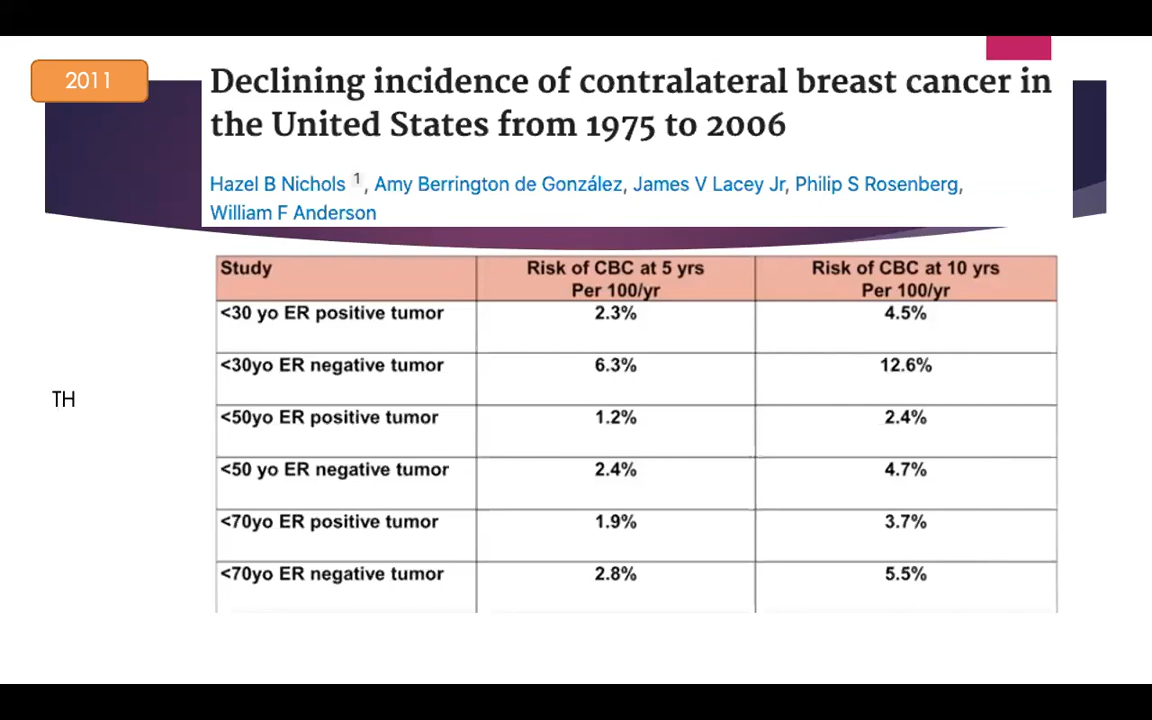 2011
Declining incidence of contralateral breast cancer in
the United States from 1975 to 2006
Hazel B Nichols 1, Amy Berrington de González, James V Lacey Jr, Philip S Rosenberg,
William F Anderson
Study Risk of CBC at 5 yrs Per 100/yr Risk of CBC at 10 yrs Per 100/yr
<30 yo ER positive tumor 2.3% 4.5%
<30yo ER negative tumor 6.3% 12.6%
TH
<50yo ER positive tumor 1.2% 2.4%
<50 yo ER negative tumor 2.4% 4.7%
<70yo ER positive tumor 1.9% 3.7%
<70yo ER negative tumor 2.8% 5.5%